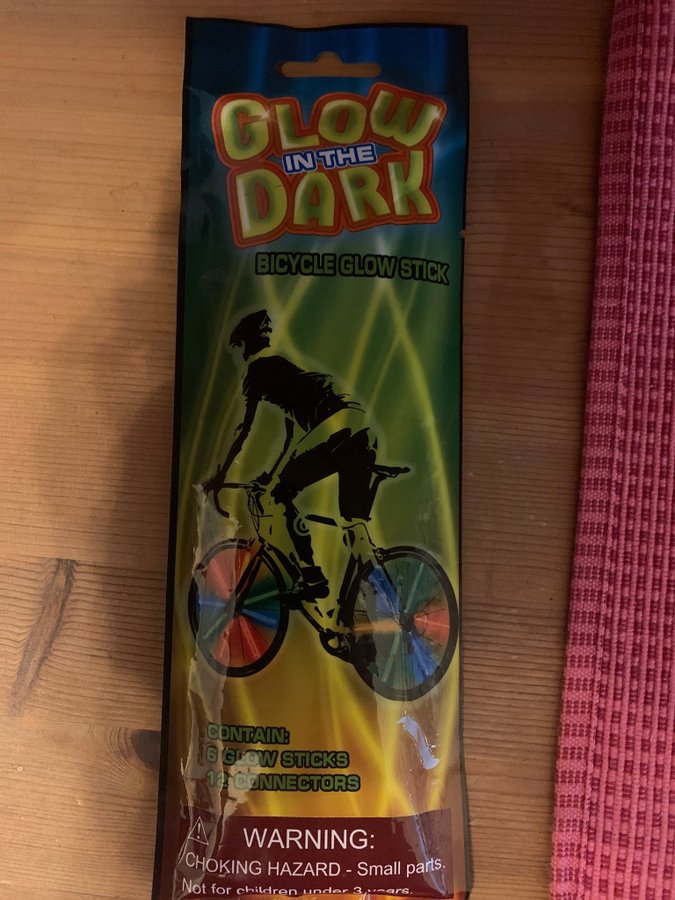 GLOW
IN THE
DARK
BICYCLE GLOW STICK
CONTAIN:
6 GLOW STICKS
12 CONNECTORS
WARNING:
CHOKING HAZARD - Small parts.
Not for children under 3 years.